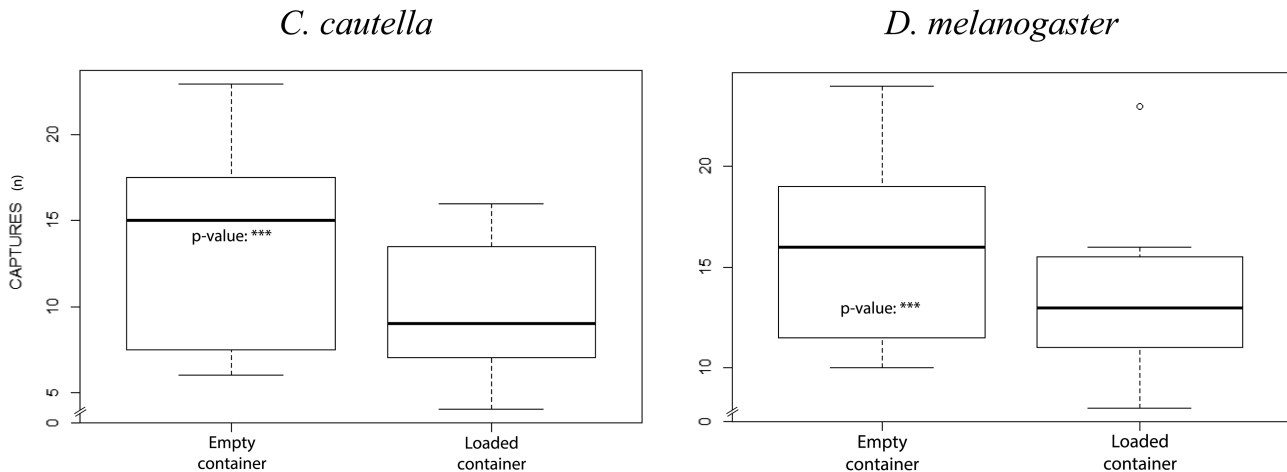 C. cautella
D. melanogaster
CAPTURES (n)
20
15
10
5
0
p-value: ***
Empty
container
Loaded
container
20
15
10
0
p-value: ***
Empty
container
Loaded
container